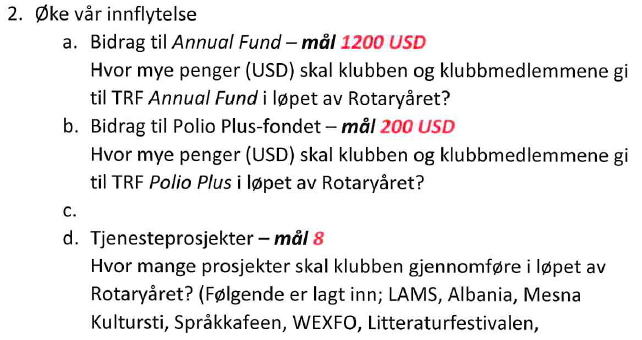 2. Øke vår innflytelse
a. Bidrag til Annual Fund – mål 1200 USD
Hvor mye penger (USD) skal klubben og klubbmedlemmene gi
til TRF Annual Fund i løpet av Rotaryåret?
b. Bidrag til Polio Plus-fondet – mål 200 USD
Hvor mye penger (USD) skal klubben og klubbmedlemmene gi
til TRF Polio Plus i løpet av Rotaryåret?
c.
d. Tjenesteprosjekter – mål 8
Hvor mange prosjekter skal klubben gjennomføre i løpet av
Rotaryåret? (Følgende er lagt inn; LAMS, Albania, Mesna
Kultursti, Språkkafeen, WEXFO, Litteraturfestivalen,